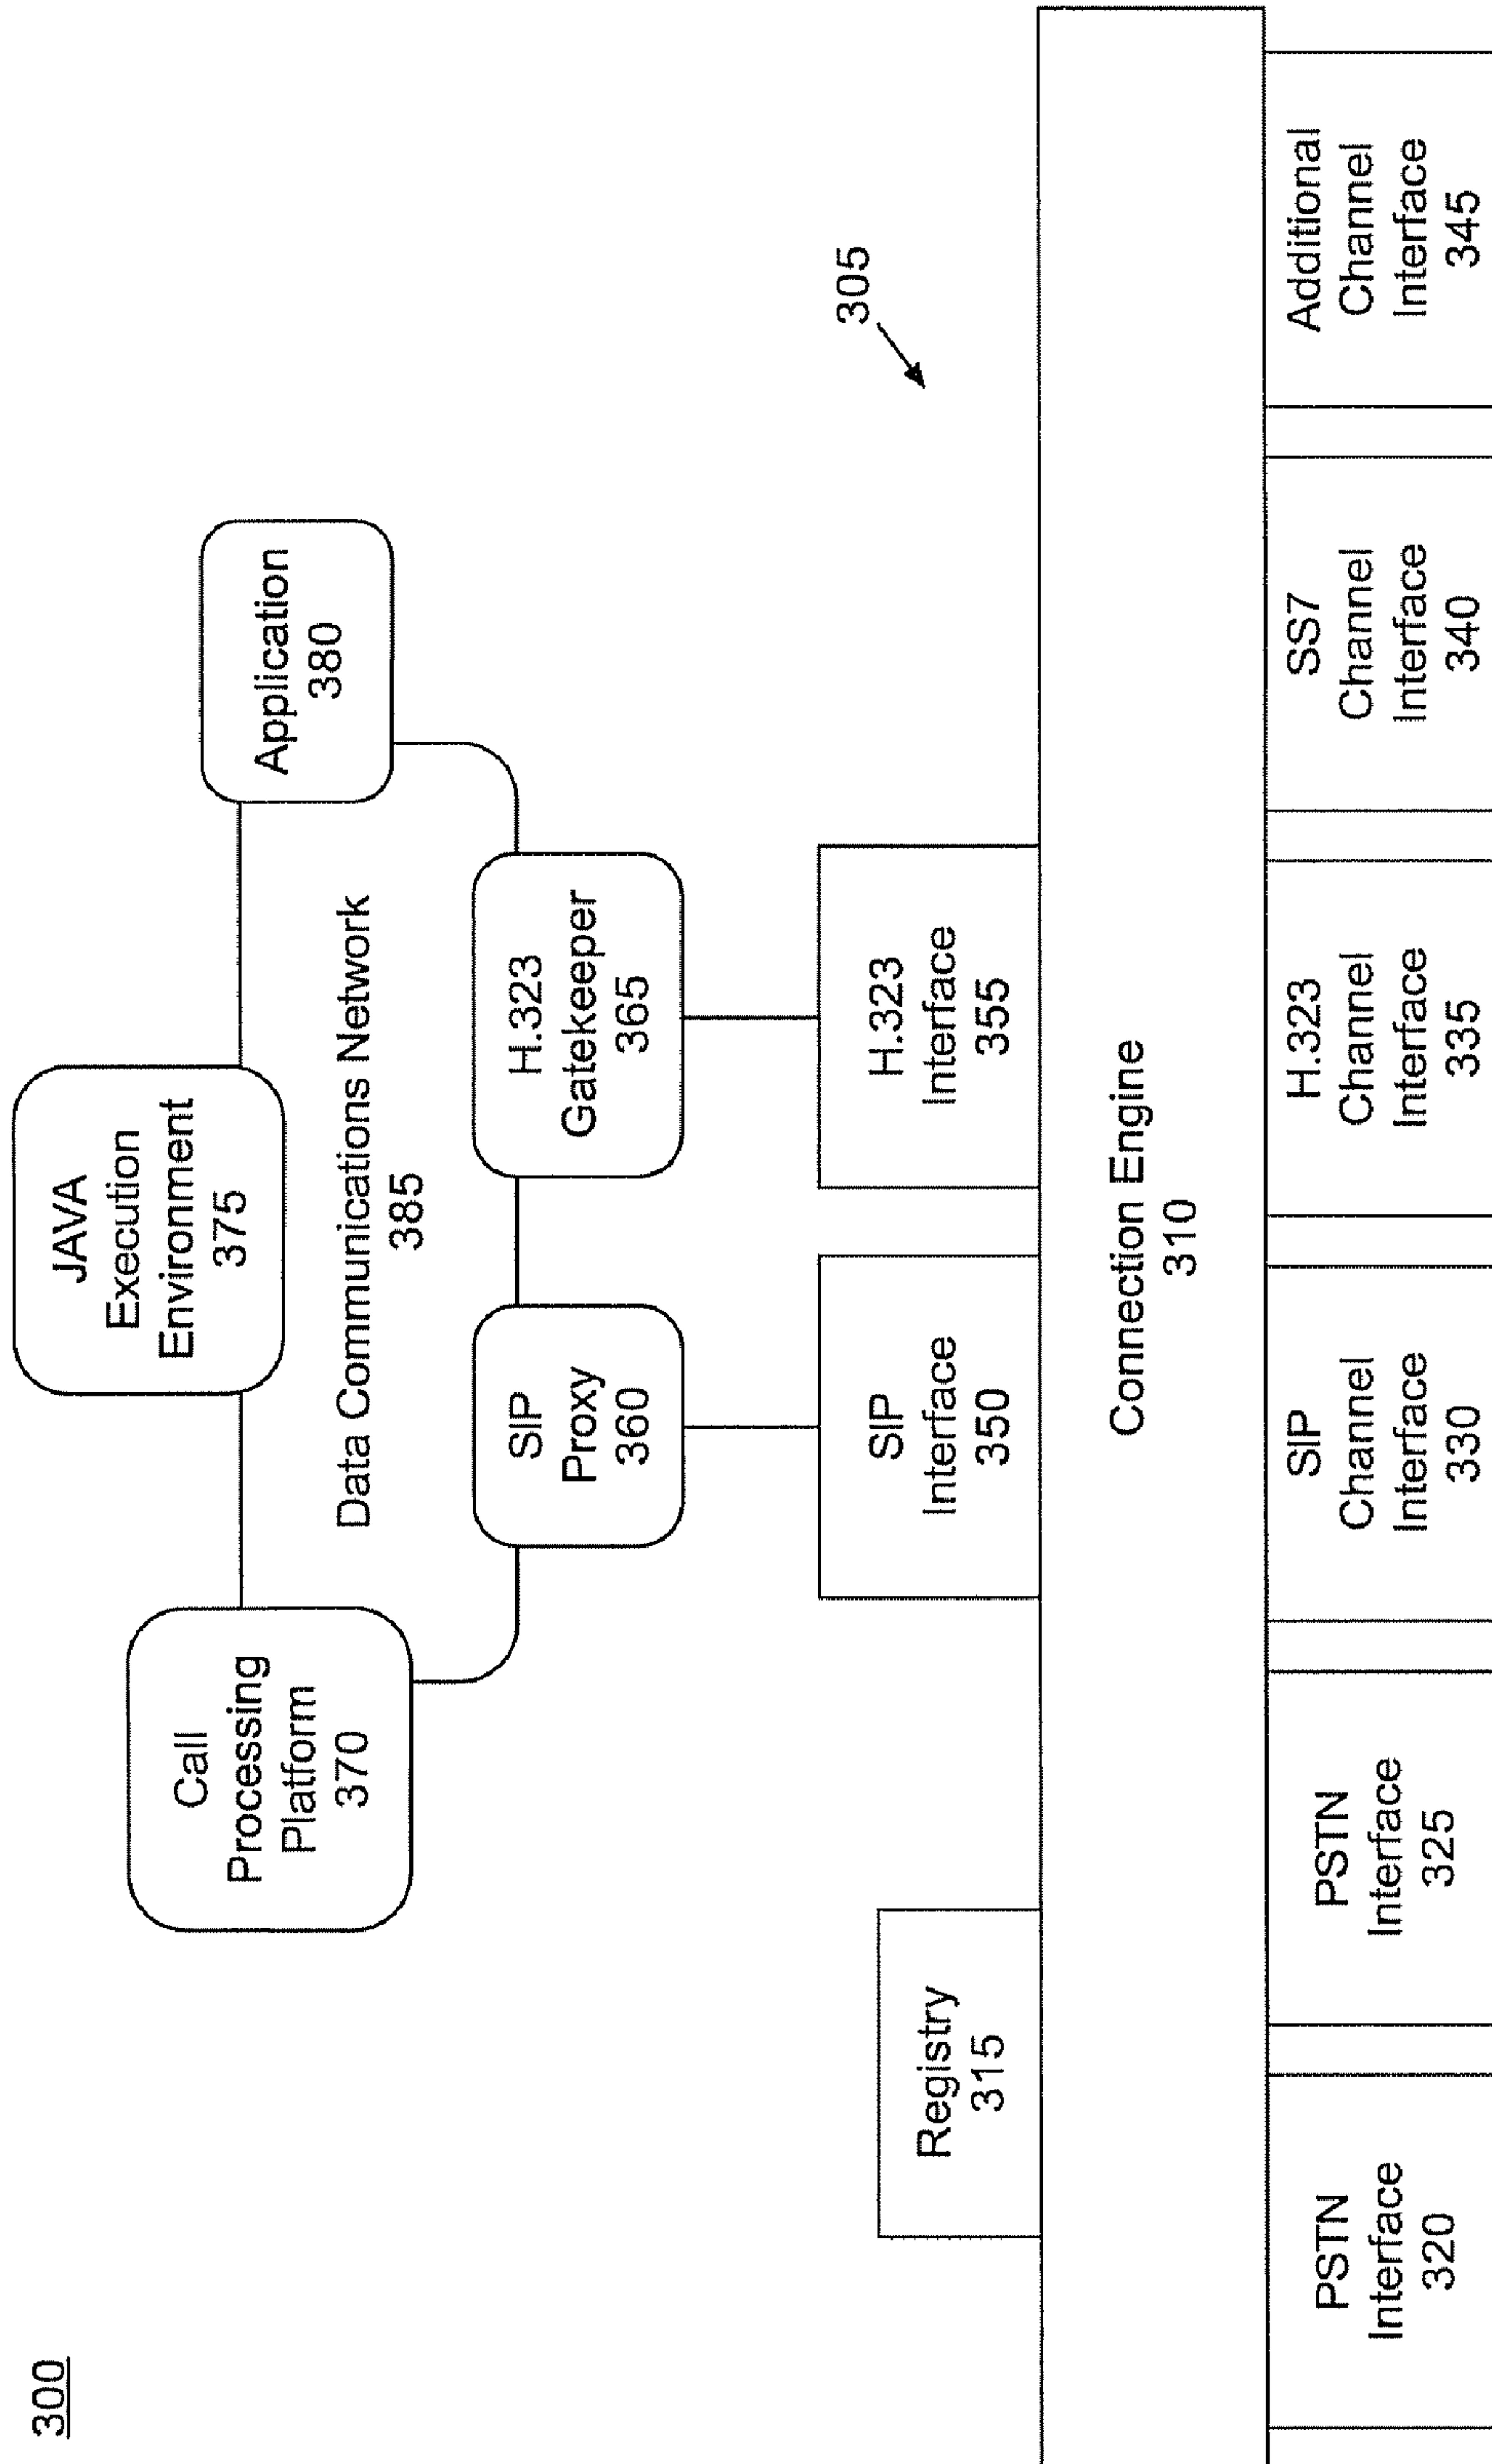 300
JAVA
Execution
Environment
375
Call
Processing
Platform
370
Application
380
Data Communications Network
385
SIP
Proxy
360
H.323
Gatekeeper
365
305
Registry
315
SIP
Interface
350
H.323
Interface
355
Connection Engine
310
PSTN
Interface
320
PSTN
Interface
325
SIP
Channel
Interface
330
H.323
Channel
Interface
335
SS7
Channel
Interface
340
Additional
Channel
Interface
345